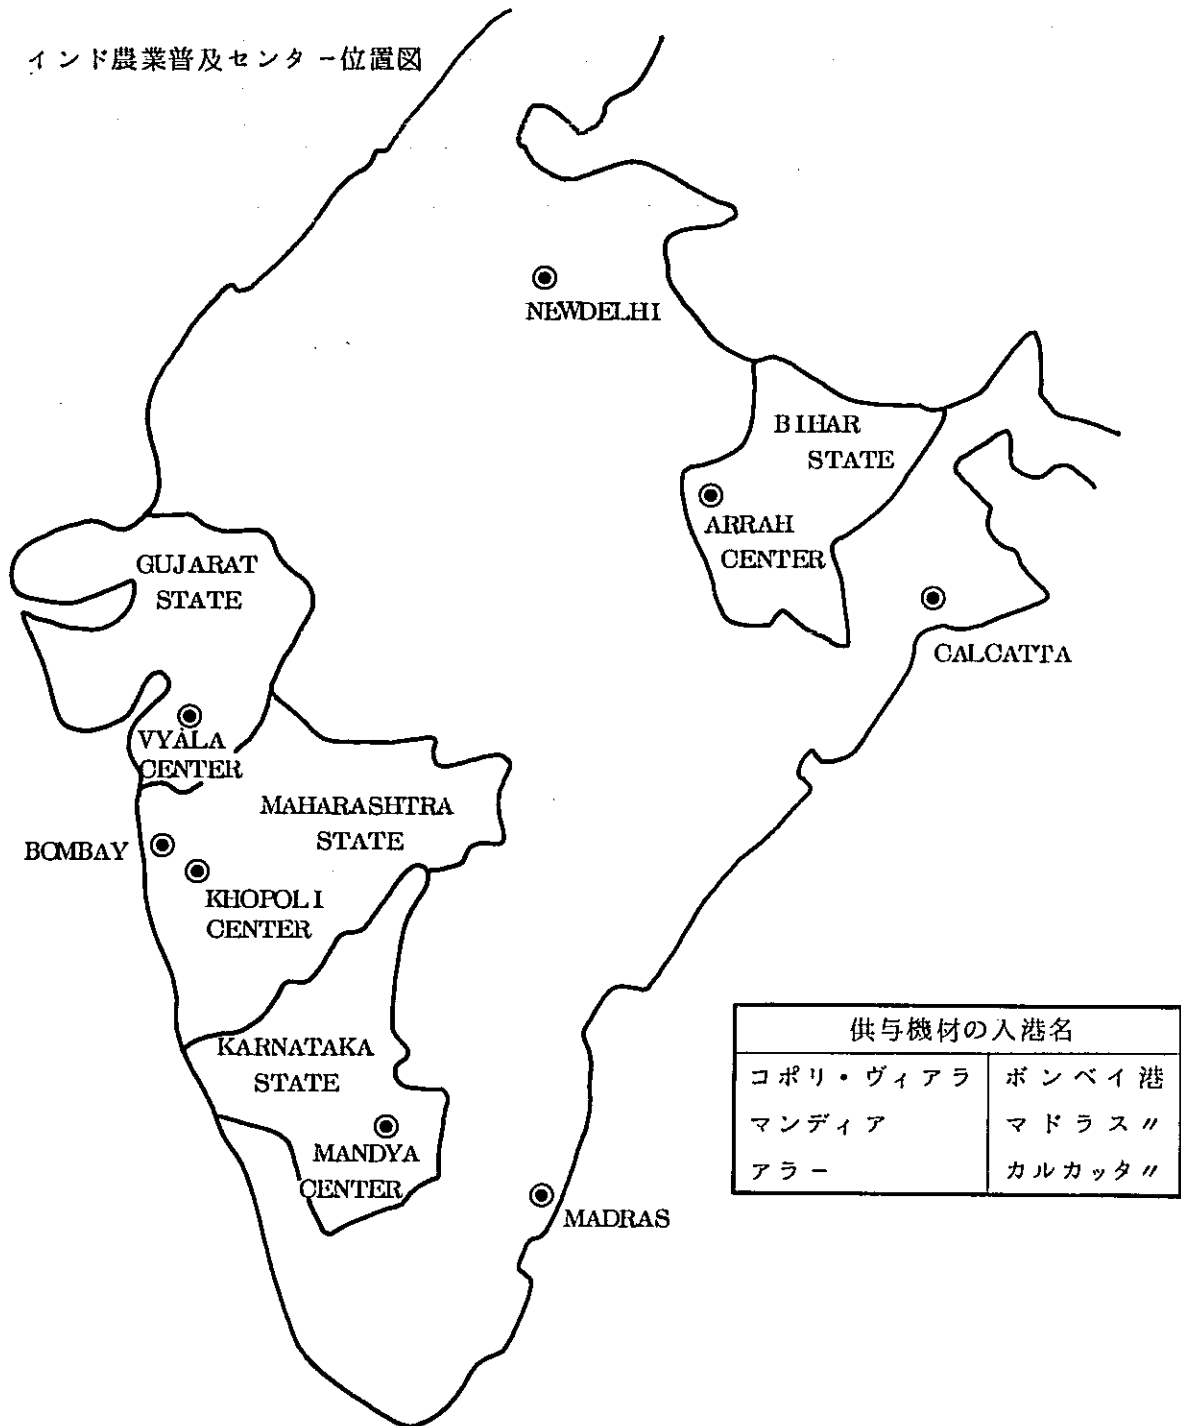 インド農業普及センター位置図
NEWDELHI
BIHAR
STATE
ARRAH
CENTER
GUJARAT
STATE
CALCATTA
VYALA
CENTER
MAHARASHTRA
STATE
BOMBAY
KHOPOLI
CENTER
KARNATAKA
STATE
MANDYA
CENTER
MADRAS
供与機材の入港名
コポリ・ヴィアラ ボンベイ港
マンディア マドラス〃
アラー カルカッタ〃